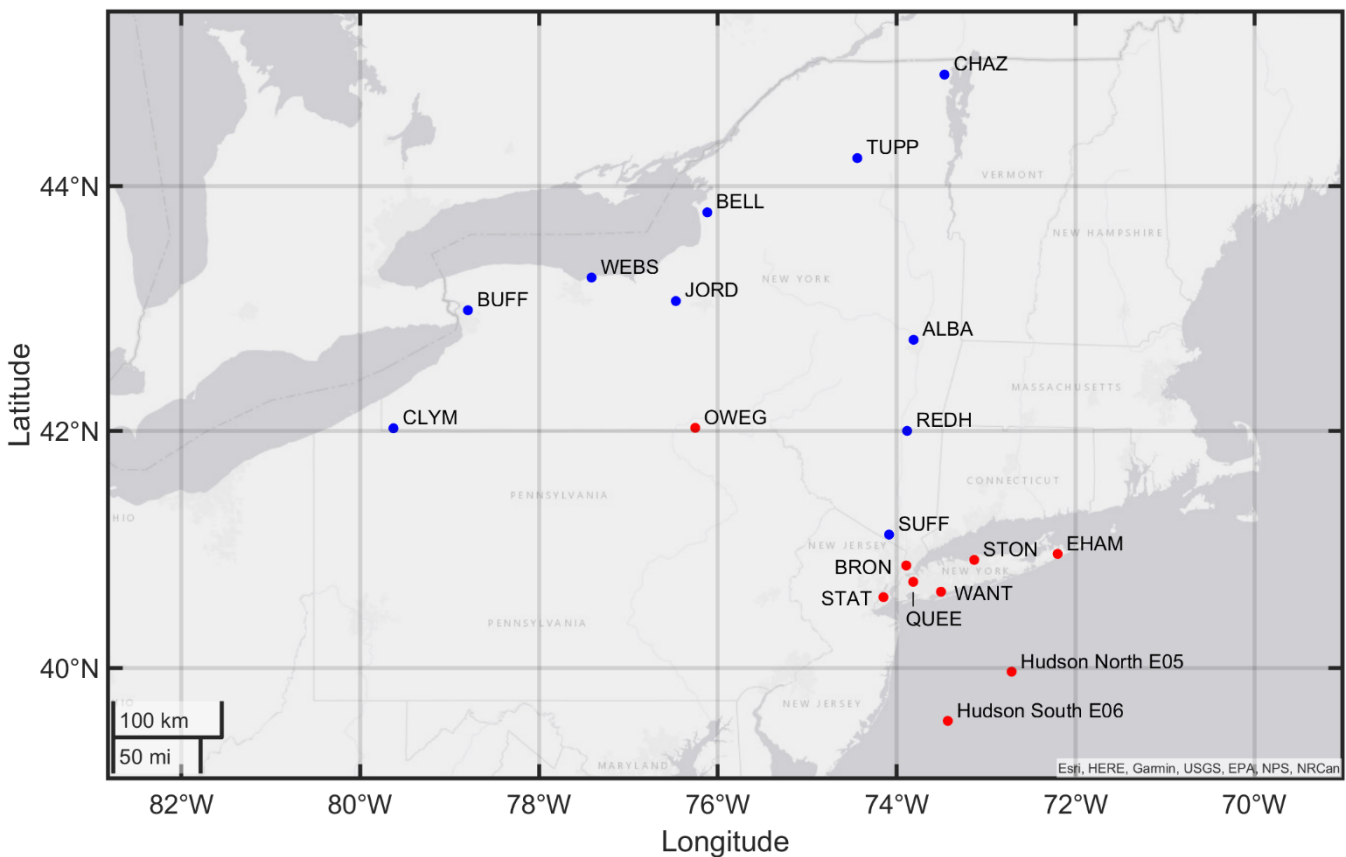 CHAZ
TUPP
VERMONT
44°N
BELL
NEW HAMPSHIRE
WEBS
NEW YORK
JORD
BUFF
ALBA
MASSACHUSETTS
Latitude
CLYM
OWEG
REDH
42°N
CONNECTICUT
PENNSYLVANIA
HIO
SUFF
NEW JERSEY
STON
EHAM
BRON
NEW YORK
STAT
WANT
QUEE
PENNSYLVANIA
40°N
Hudson North E05
IO
NEW JERSEY
Hudson South E06
100 km
50 mi
MARYLAND
Esri, HERE, Garmin, USGS, EPA, NPS, NRCan
82°W 80°W 78°W 76°W 74°W 72°W 70°W
Longitude